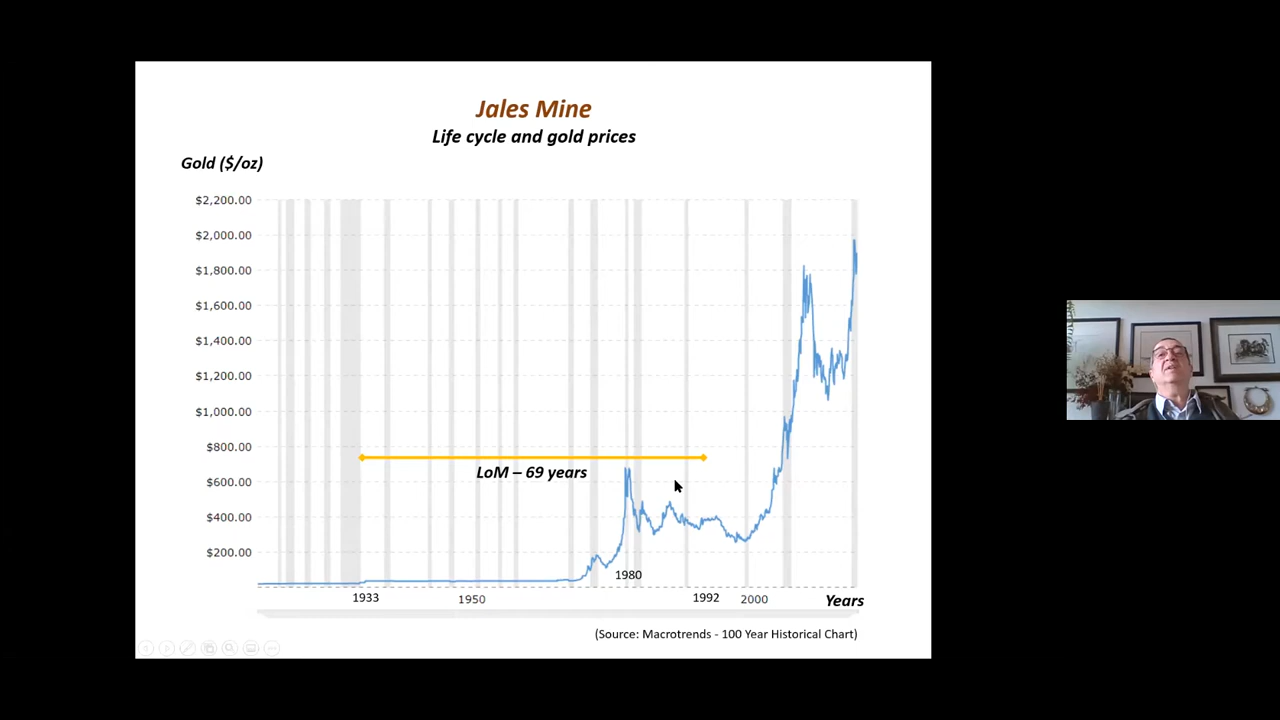 Jales Mine
Life cycle and gold prices
Gold ($/oz)
$2,200.00
$2,000.00
$1,800.00
$1,600.00
$1,400.00
$1,200.00
$1,000.00
$800.00
LoM – 69 years
$600.00
$400.00
$200.00
1980
1933 1950 1992 2000 Years
(Source: Macrotrends - 100 Year Historical Chart)